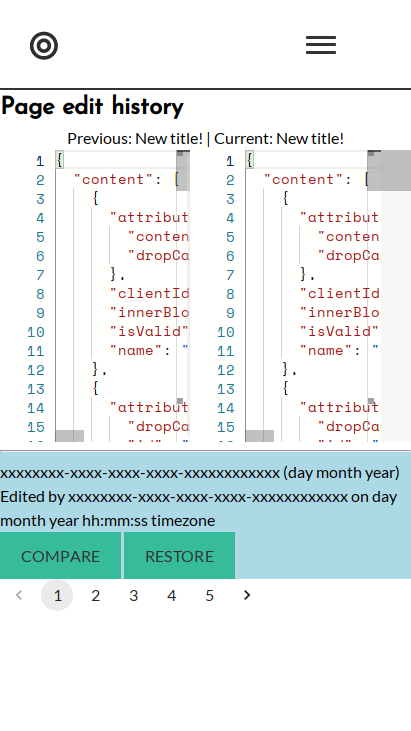 Page edit history
Previous: New title! | Current: New title!
1 {
2 "content": [
3 {
4 "attribut
5 "conten
6 "dropCa
7 },
8 "clientId
9 "innerBlo
10 "isValid"
11 "name": "
12 },
13 {
14 "attribut
15 "dropCa
1 {
2 "content": [
3 {
4 "attribut
5 "conten
6 "dropCa
7 },
8 "clientId
9 "innerBlo
10 "isValid"
11 "name": "
12 },
13 {
14 "attribut
15 "dropCa
xxxxxxxx-xxxx-xxxx-xxxx-xxxxxxxxxxxx (day month year)
Edited by xxxxxxxx-xxxx-xxxx-xxxx-xxxxxxxxxxxx on day
month year hh:mm:ss timezone
COMPARE RESTORE
1 2 3 4 5